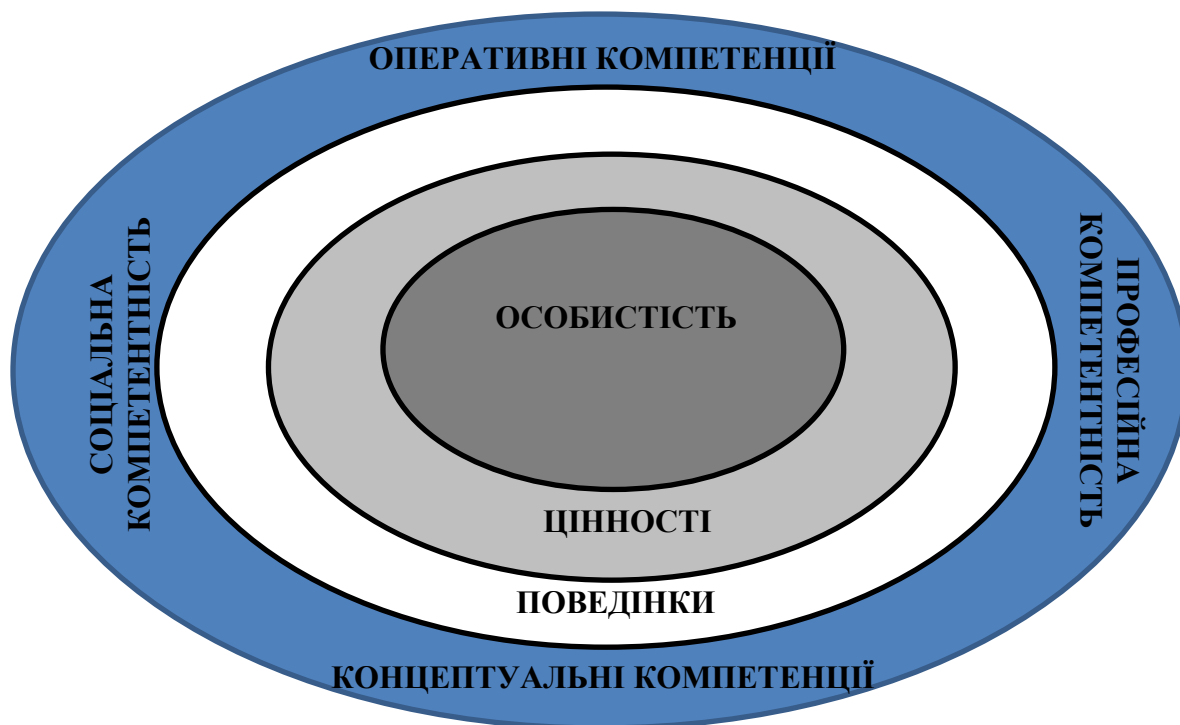 ОПЕРАТИВНІ КОМПЕТЕНЦІЇ
СОЦІАЛЬНА
КОМПЕТЕНТНІСТЬ
ПРОФЕСІЙНА
КОМПЕТЕНТНІСТЬ
ОСОБИСТІСТЬ
ЦІННОСТІ
ПОВЕДІНКИ
КОНЦЕПТУАЛЬНІ КОМПЕТЕНЦІЇ